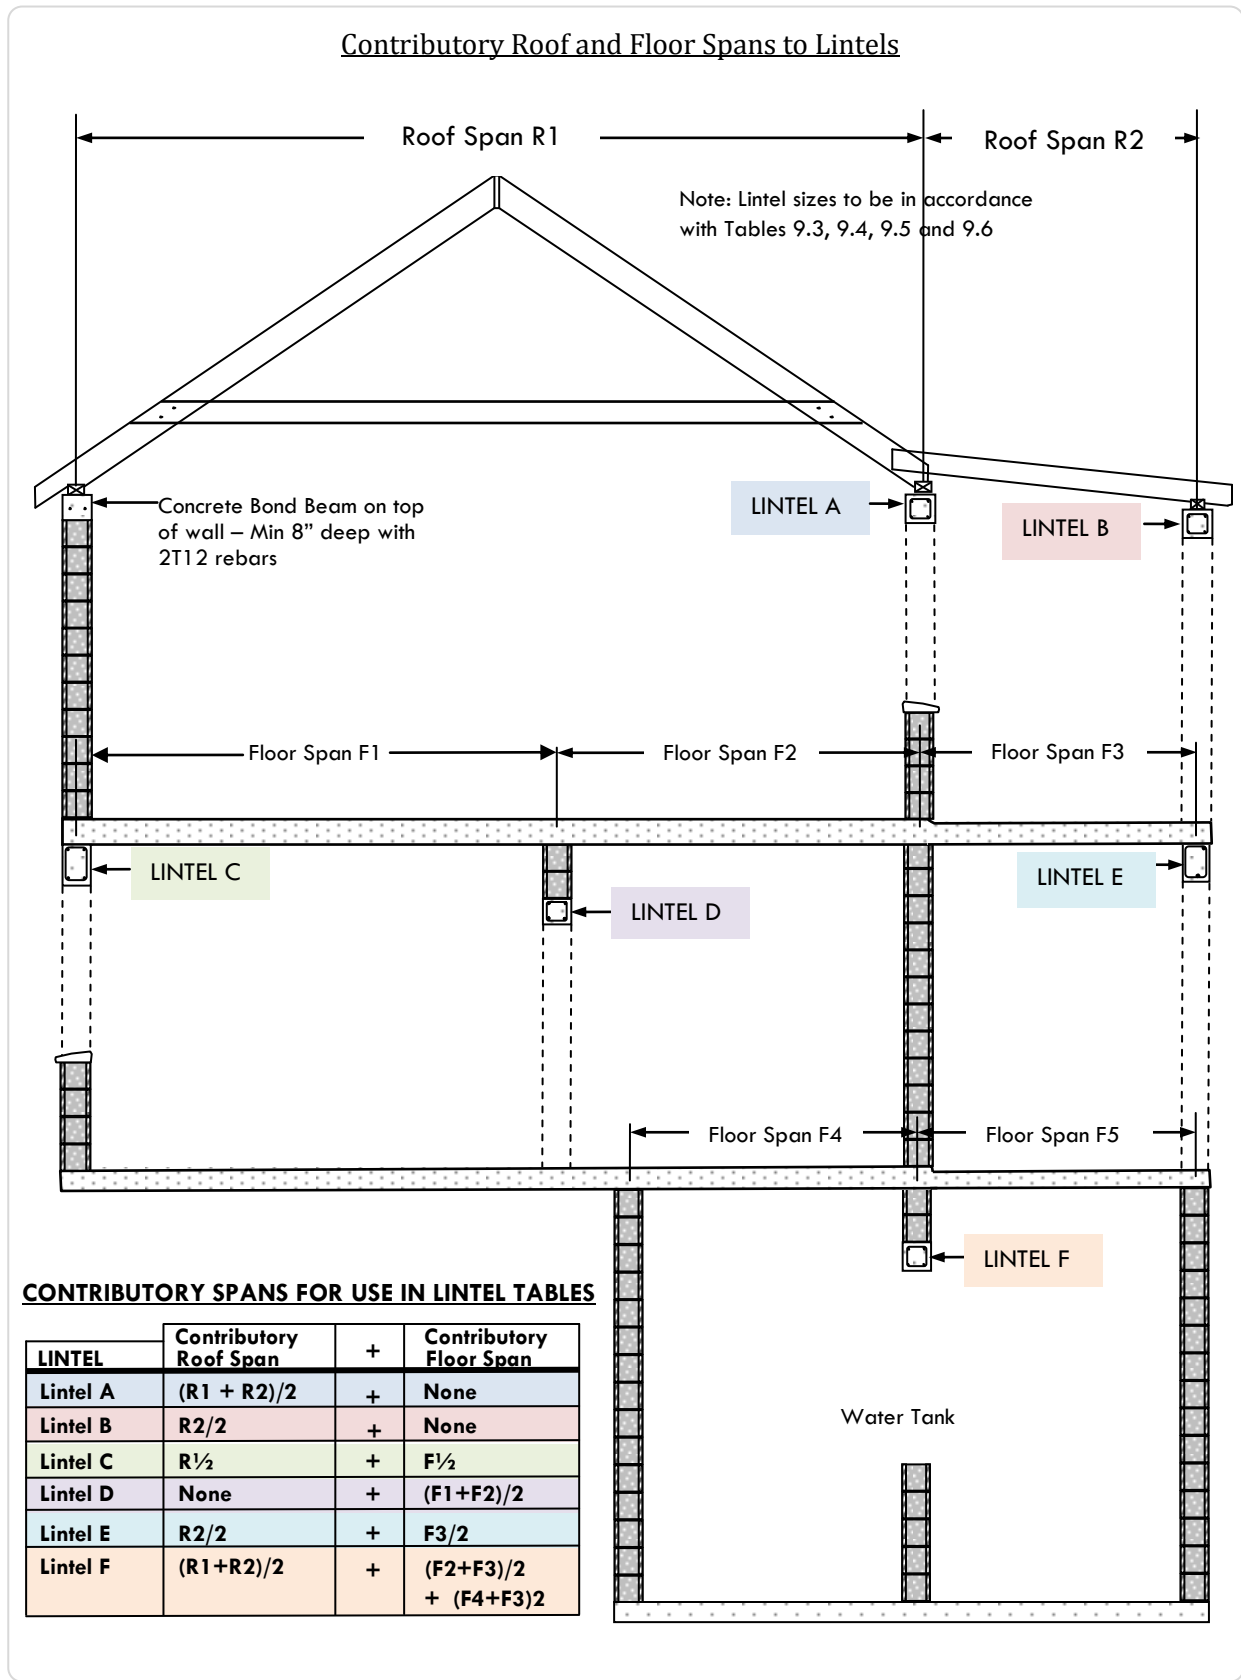 Contributory Roof and Floor Spans to Lintels
Roof Span R1
Roof Span R2
Note: Lintel sizes to be in accordance
with Tables 9.3, 9.4, 9.5 and 9.6
Concrete Bond Beam on top
of wall – Min 8” deep with
2T12 rebars
LINTEL A
LINTEL B
Floor Span F1
Floor Span F2
Floor Span F3
LINTEL C
LINTEL D
LINTEL E
Floor Span F4
Floor Span F5
LINTEL F
Water Tank
CONTRIBUTORY SPANS FOR USE IN LINTEL TABLES
LINTEL Contributory Roof Span + Contributory Floor Span
Lintel A (R1 + R2)/2 + None
Lintel B R2/2 + None
Lintel C R½ + F½
Lintel D None + (F1+F2)/2
Lintel E R2/2 + F3/2
Lintel F (R1+R2)/2 + (F2+F3)/2
+ (F4+F3)2